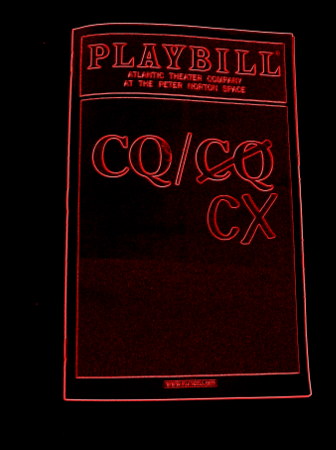 PLAYBILL
ATLANTIC THEATER COMPANY
AT THE PETER NORTON SPACE
CQ/CQ
CX